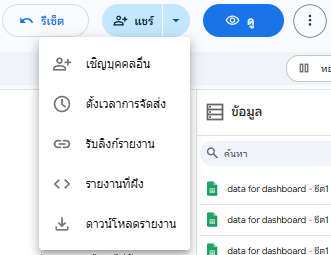 รีเซ็ต
แชร์
ดู
เชิญบุคคลอื่น
ตั้งเวลาการจัดส่ง
รับลิงก์รายงาน
รายงานที่ฝัง
ดาวน์โหลดรายงาน
ข้อมูล
ค้นหา
data for dashboard - ชีต1
data for dashboard - ชีต1
data for dashboard - ชีต1